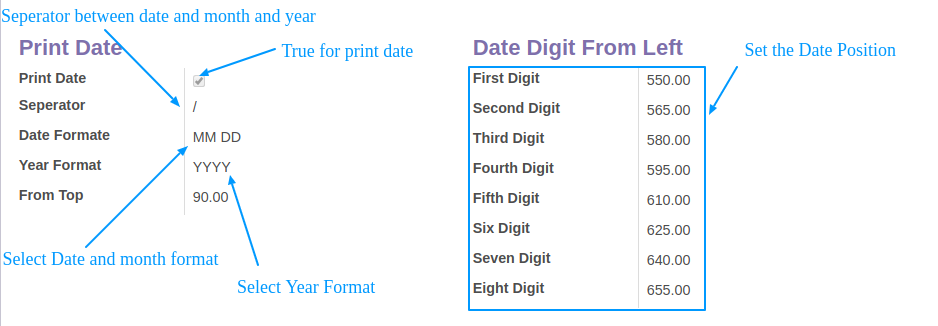 Seperator between date and month and year
Print Date
True for print date
Print Date
Seperator /
Date Formate MM DD
Year Format YYYY
From Top 90.00
Select Date and month format
Select Year Format
Date Digit From Left
Set the Date Position
First Digit 550.00
Second Digit 565.00
Third Digit 580.00
Fourth Digit 595.00
Fifth Digit 610.00
Six Digit 625.00
Seven Digit 640.00
Eight Digit 655.00